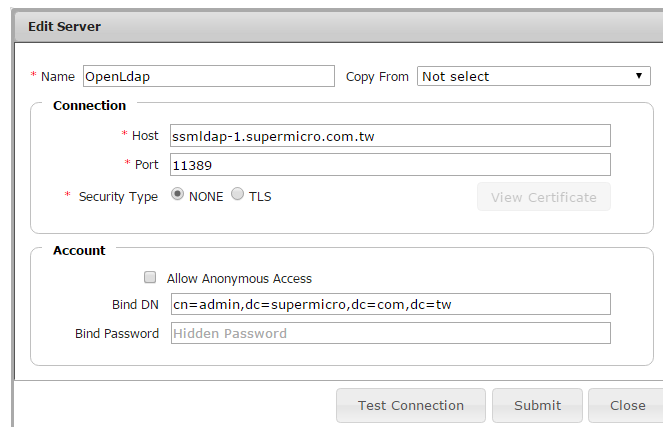 Edit Server
* Name OpenLdap Copy From Not select
Connection
* Host ssmldap-1.supermicro.com.tw
* Port 11389
* Security Type NONE TLS View Certificate
Account
Allow Anonymous Access
Bind DN cn=admin,dc=supermicro,dc=com,dc=tw
Bind Password Hidden Password
Test Connection Submit Close